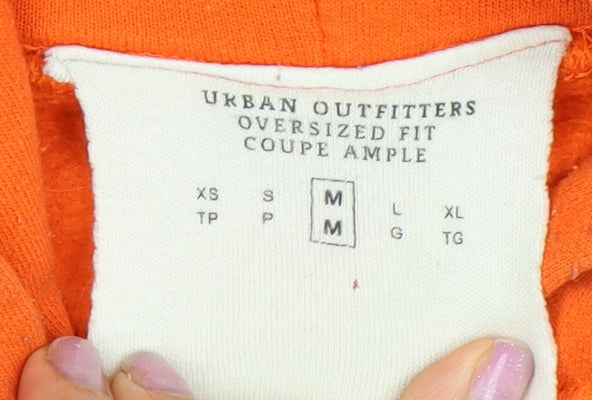 URBAN OUTFITTERS
OVERSIZED FIT
COUPE AMPLE
XS S M L XL
TP P M G TG